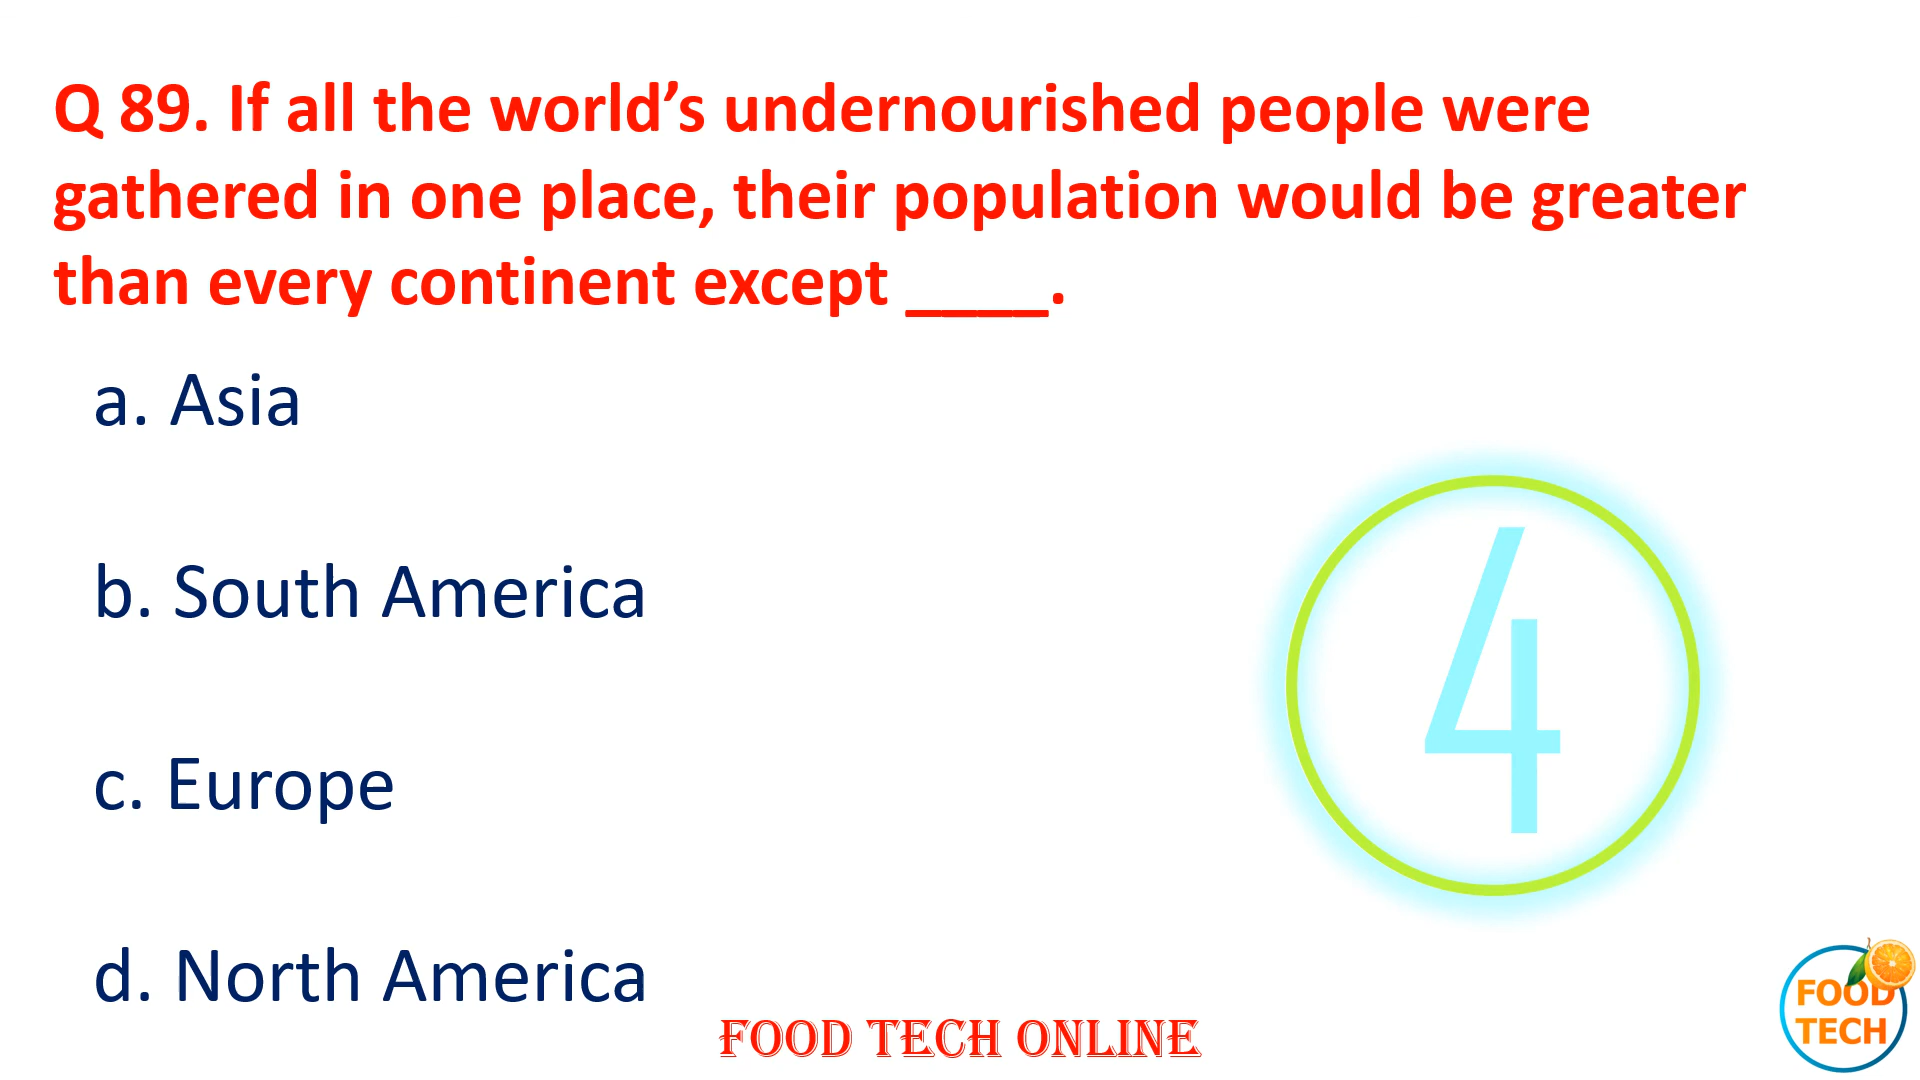 Q 89. If all the world’s undernourished people were
gathered in one place, their population would be greater
than every continent except ____.
a. Asia
b. South America
c. Europe
d. North America
4
FOOD TECH ONLINE
FOOD
TECH